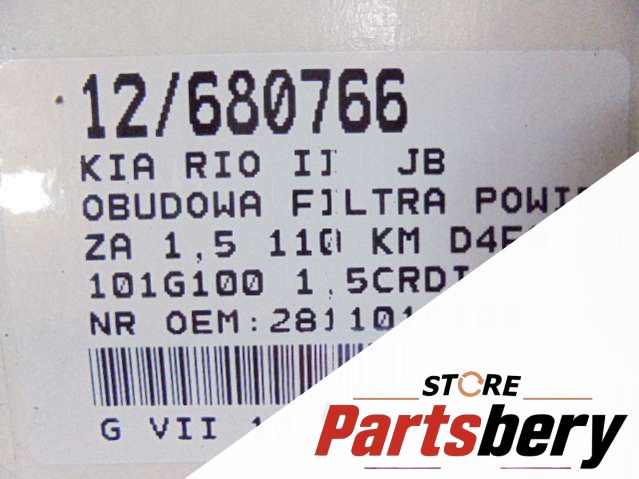 12/680766
KIA RIO II JB
OBUDOWA FILTRA
ZA 1,5 110 KM
101G100 1,5CRDI
NR OEM:281101G100
G VII
STORE
Partsbery